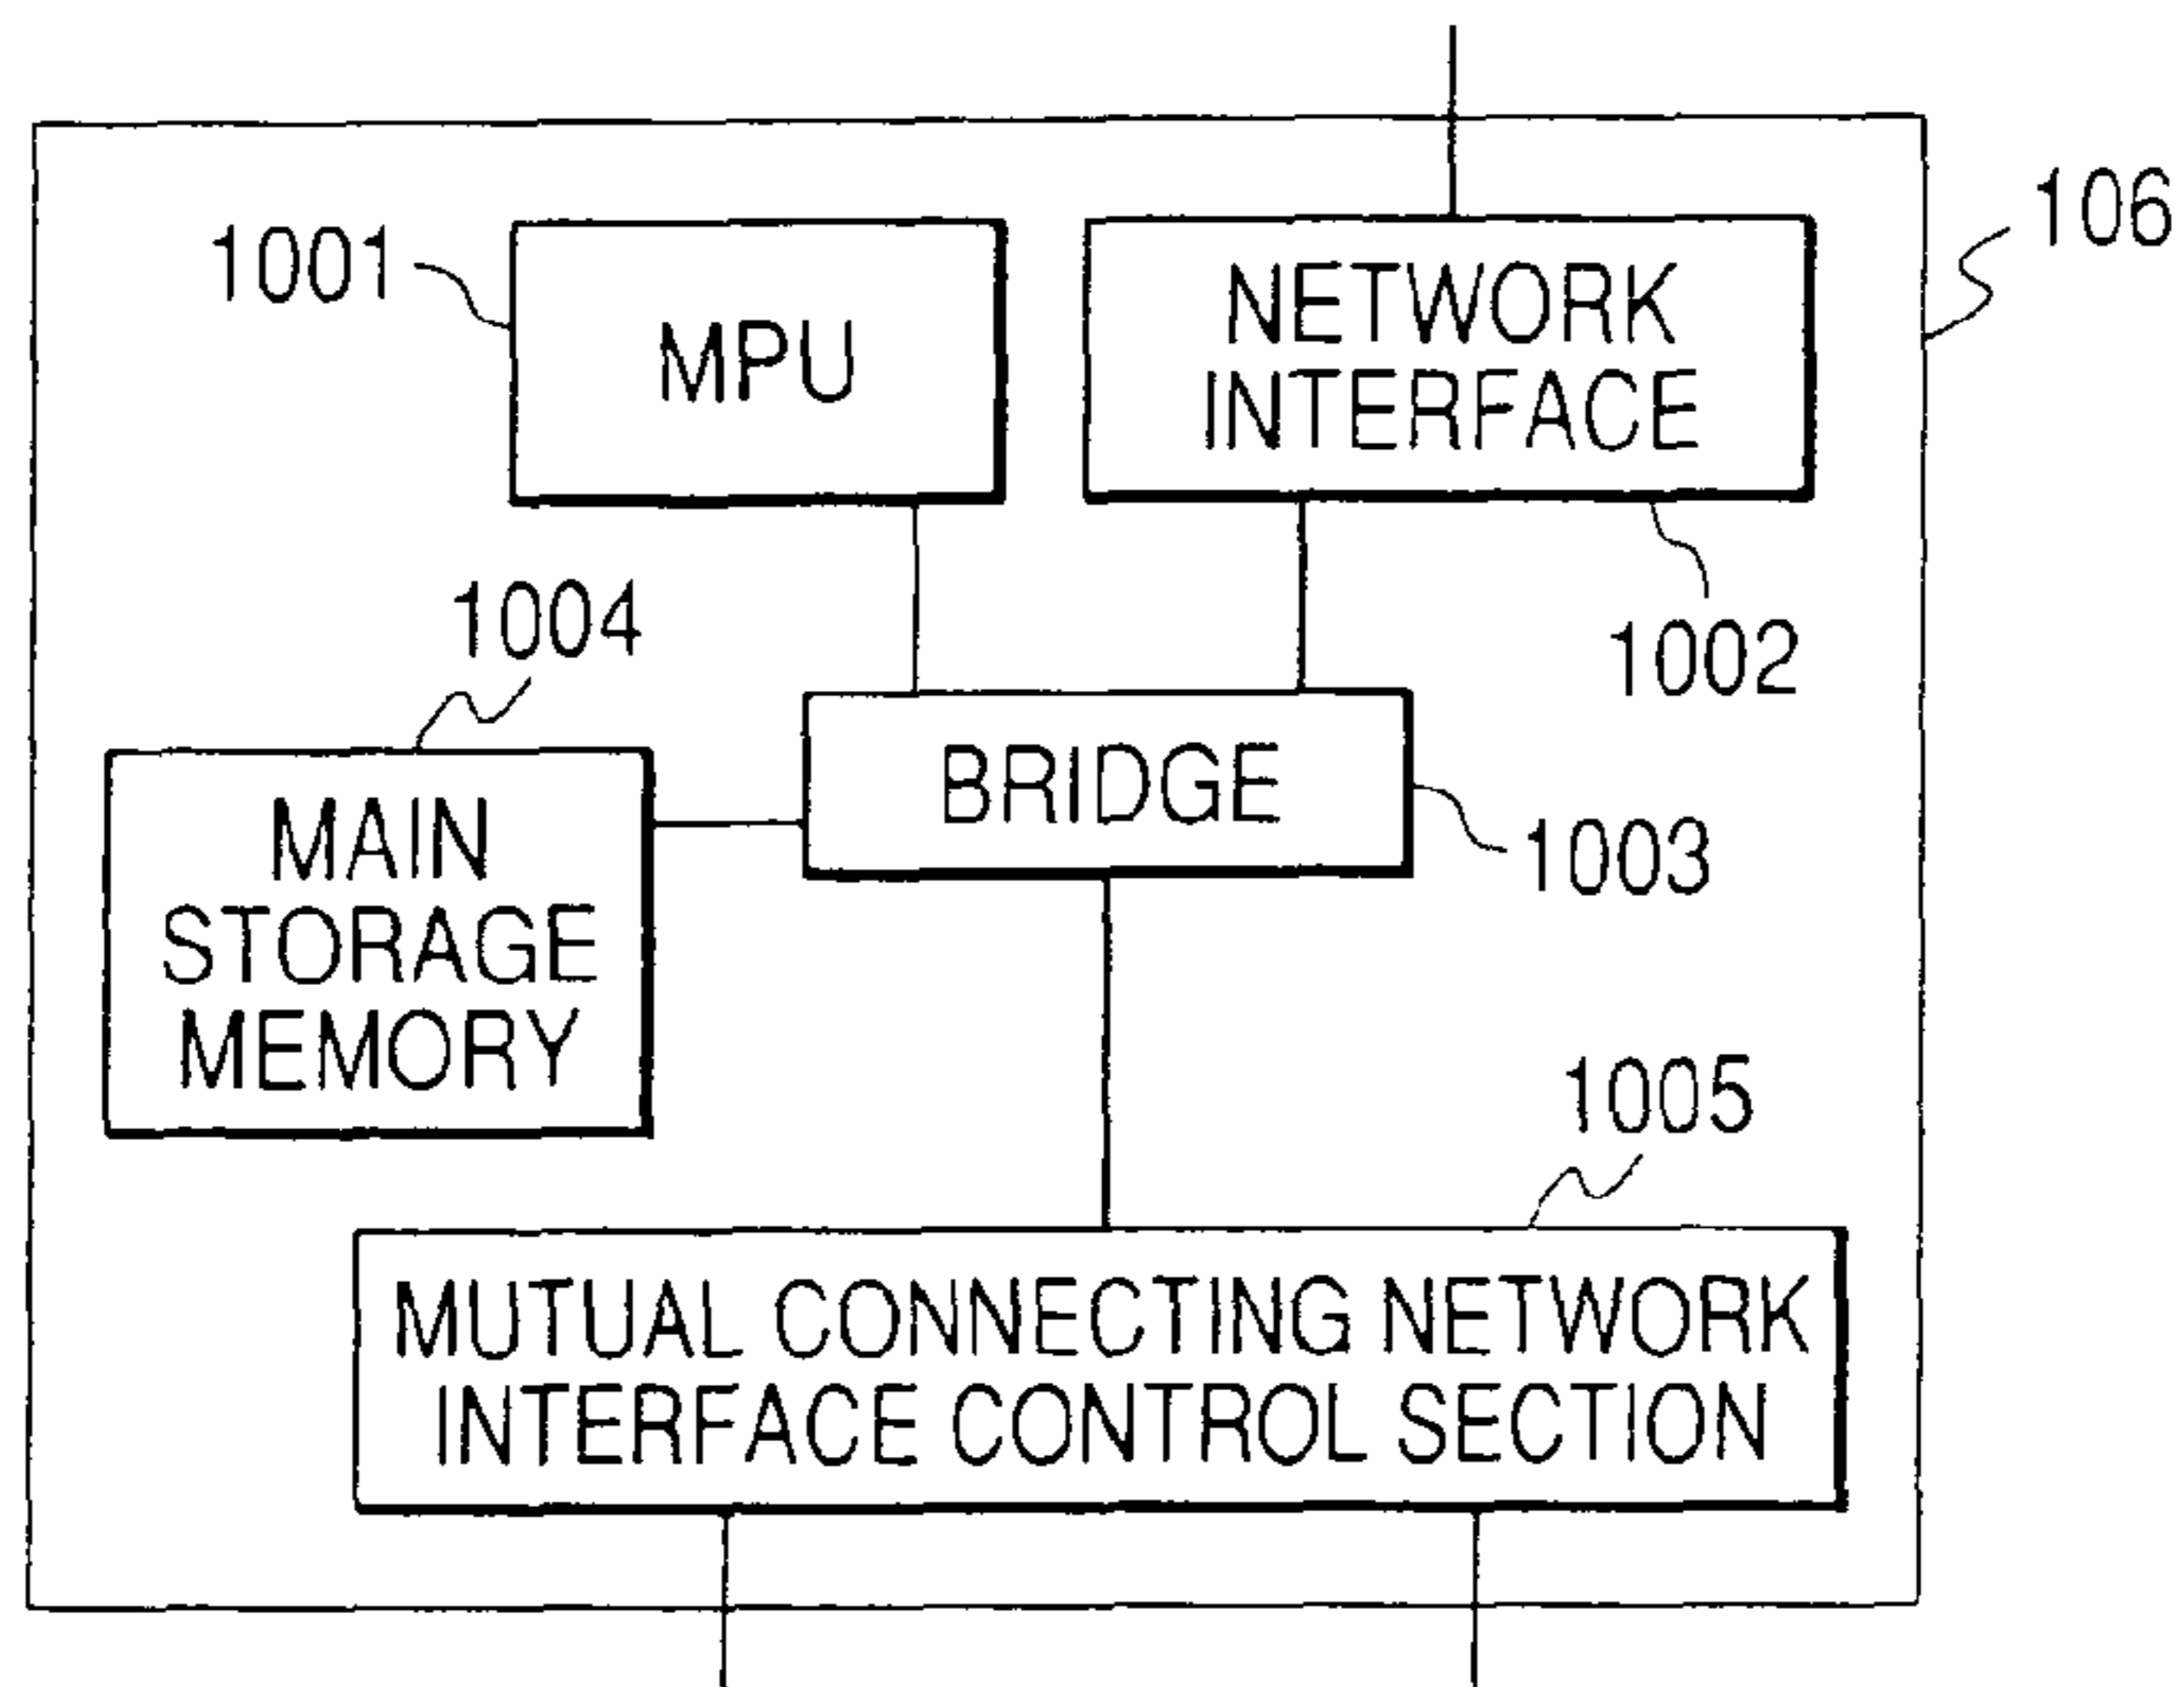 106
1001
MPU
NETWORK
INTERFACE
1002
1004
BRIDGE
1003
MAIN
STORAGE
MEMORY
1005
MUTUAL CONNECTING NETWORK
INTERFACE CONTROL SECTION